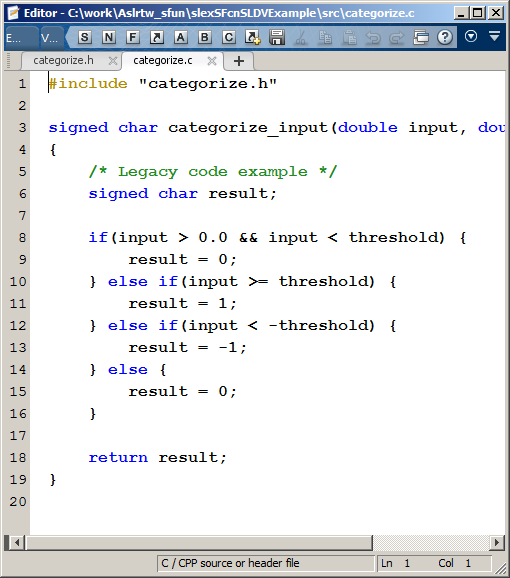 Editor - C:\work\Aslrtw_sfun\slexSFcnSLDVExample\src\categorize.c
E... V... S N F A B C
categorize.h categorize.c
1 #include "categorize.h"
2
3 signed char categorize_input(double input, dou
4 {
5 /* Legacy code example */
6 signed char result;
7
8 if(input > 0.0 && input < threshold) {
9 result = 0;
10 } else if(input >= threshold) {
11 result = 1;
12 } else if(input < -threshold) {
13 result = -1;
14 } else {
15 result = 0;
16 }
17
18 return result;
19 }
20
C / CPP source or header file Ln 1 Col 1